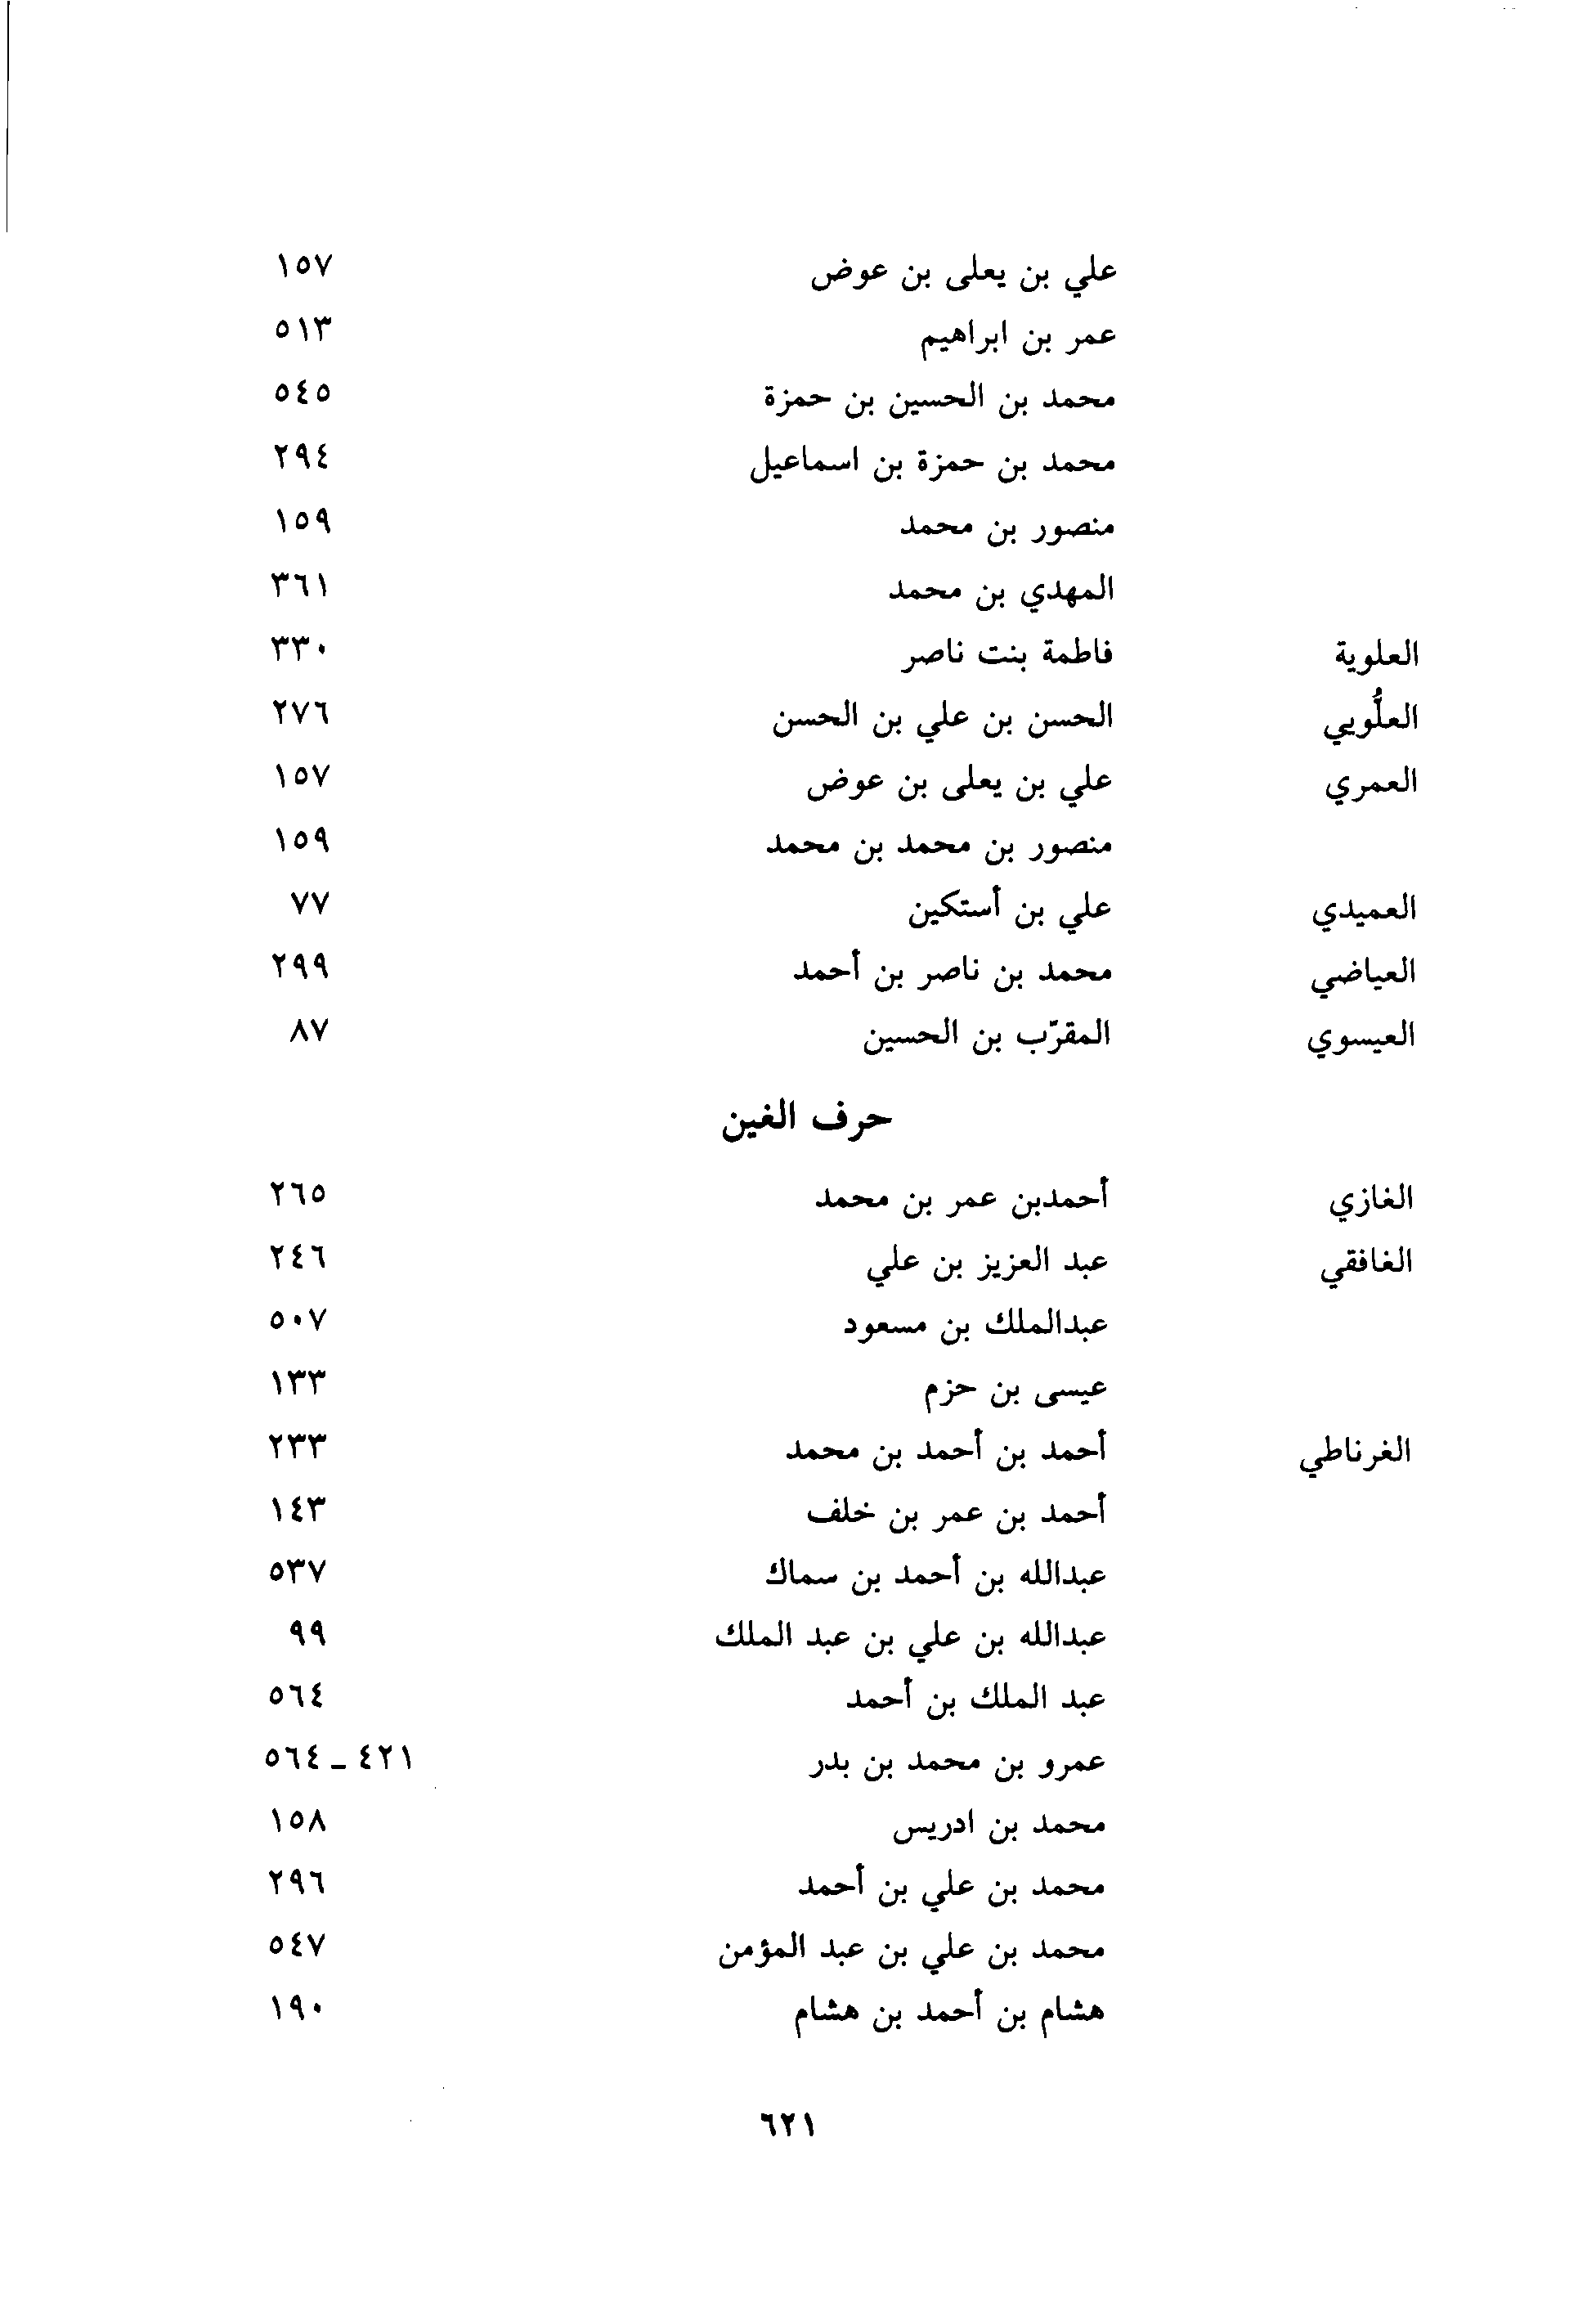 علي بن يعلى بن عوض ١٥٧
عمر بن ابراهيم ٥١٣
محمد بن الحسين بن حمزة ٥٤٥
محمد بن حمزة بن اسماعيل ٢٩٤
منصور بن محمد ١٥٩
المهدي بن محمد ٣٦١
العلوية فاطمة بنت ناصر ٣٣٠
العلُّويي الحسن بن علي بن الحسن ٢٧٦
العمري علي بن يعلى بن عوض ١٥٧
منصور بن محمد بن محمد ١٥٩
العميدي علي بن أستكين ٧٧
العياضي محمد بن ناصر بن أحمد ٢٩٩
العيسوي المقرّب بن الحسين ٨٧
حرف الغين
الغازي أحمدبن عمر بن محمد ٢٦٥
الغافقي عبد العزيز بن علي ٢٤٦
عبدالملك بن مسعود ٥٠٧
عيسى بن حزم ١٣٣
الغرناطي أحمد بن أحمد بن محمد ٢٣٣
أحمد بن عمر بن خلف ١٤٣
عبدالله بن أحمد بن سماك ٥٣٧
عبدالله بن علي بن عبد الملك ٩٩
عبد الملك بن أحمد ٥٦٤
عمرو بن محمد بن بدر ٤٢١ - ٥٦٤
محمد بن ادريس ١٥٨
محمد بن علي بن أحمد ٢٩٦
محمد بن علي بن عبد المؤمن ٥٤٧
هشام بن أحمد بن هشام ١٩٠
٦٢١